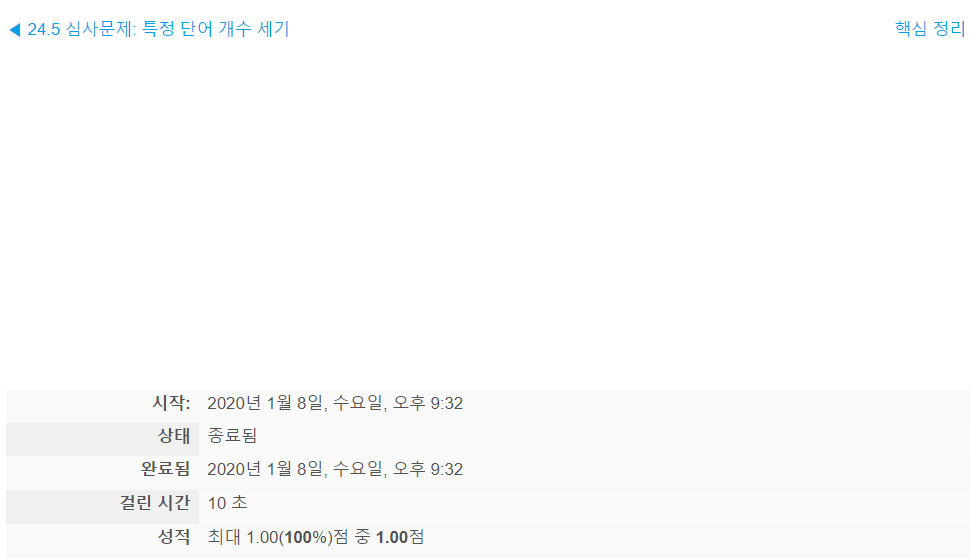 ◀ 24.5 심사문제: 특정 단어 개수 세기 핵심 정리
시작: 2020년 1월 8일, 수요일, 오후 9:32
상태 종료됨
완료됨 2020년 1월 8일, 수요일, 오후 9:32
걸린 시간 10 초
성적 최대 1.00(100%)점 중 1.00점